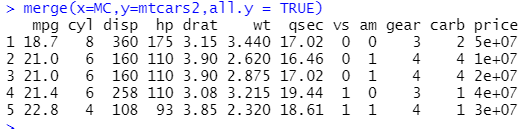 > merge(x=MC,y=mtcars2,all.y = TRUE)
mpg cyl disp hp drat wt qsec vs am gear carb price
1 18.7 8 360 175 3.15 3.440 17.02 0 0 3 2 5e+07
2 21.0 6 160 110 3.90 2.620 16.46 0 1 4 4 1e+07
3 21.0 6 160 110 3.90 2.875 17.02 0 1 4 4 2e+07
4 21.4 6 258 110 3.08 3.215 19.44 1 0 3 1 4e+07
5 22.8 4 108 93 3.85 2.320 18.61 1 1 4 1 3e+07
>